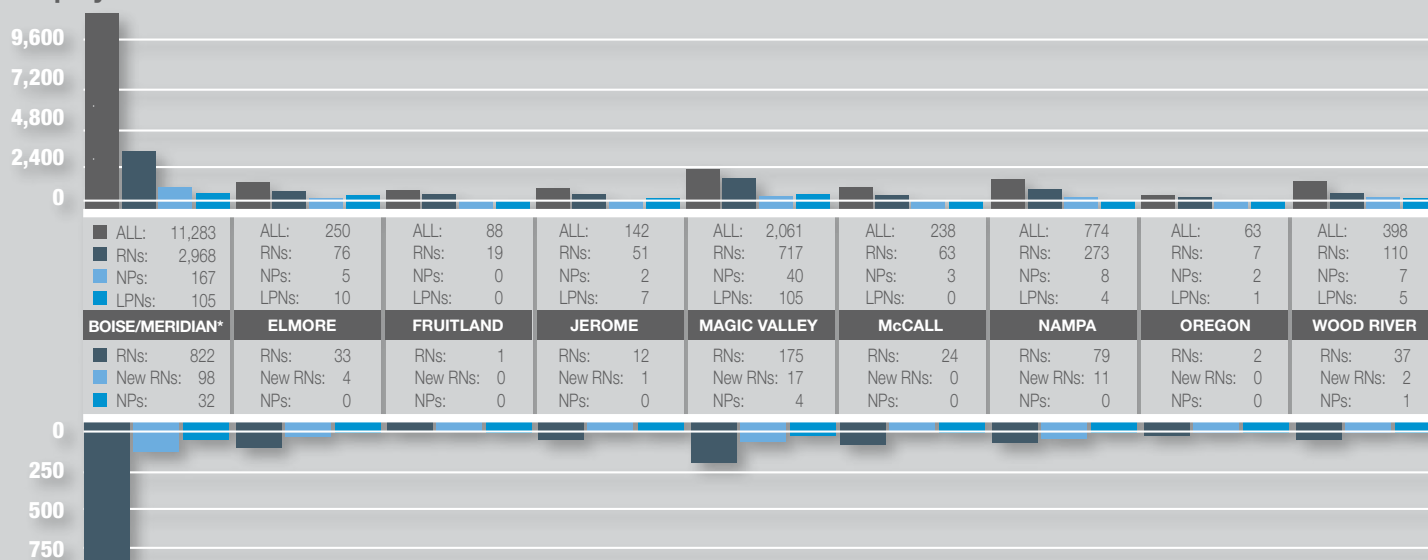 9,600
7,200
4,800
2,400
0
ALL: 11,283
RNs: 2,968
NPs: 167
LPNs: 105
ALL: 250
RNs: 76
NPs: 5
LPNs: 10
ALL: 88
RNs: 19
NPs: 0
LPNs: 0
ALL: 142
RNs: 51
NPs: 2
LPNs: 7
ALL: 2,061
RNs: 717
NPs: 40
LPNs: 105
ALL: 238
RNs: 63
NPs: 3
LPNs: 0
ALL: 774
RNs: 273
NPs: 8
LPNs: 4
ALL: 63
RNs: 7
NPs: 2
LPNs: 1
ALL: 398
RNs: 110
NPs: 7
LPNs: 5
BOISE/MERIDIAN* ELMORE FRUITLAND JEROME MAGIC VALLEY McCALL NAMPA OREGON WOOD RIVER
RNs: 822
New RNs: 98
NPs: 32
RNs: 33
New RNs: 4
NPs: 0
RNs: 1
New RNs: 0
NPs: 0
RNs: 12
New RNs: 1
NPs: 0
RNs: 175
New RNs: 17
NPs: 4
RNs: 24
New RNs: 0
NPs: 0
RNs: 79
New RNs: 11
NPs: 0
RNs: 2
New RNs: 0
NPs: 0
RNs: 37
New RNs: 2
NPs: 1
0
250
500
750